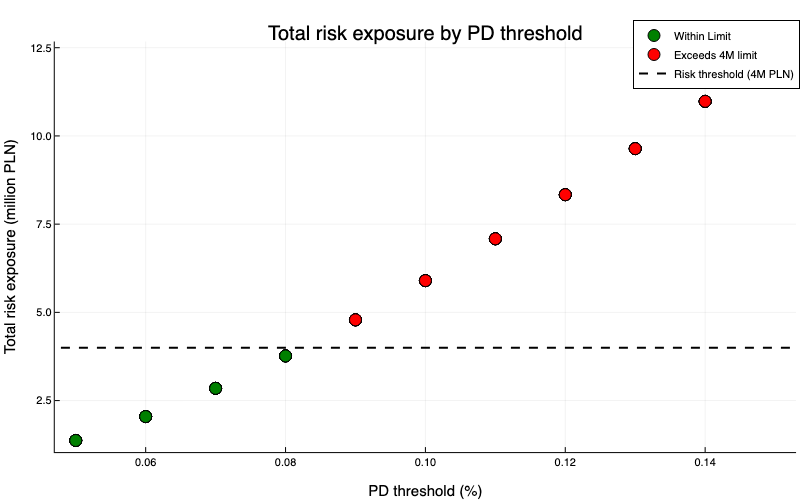 Total risk exposure by PD threshold
Within Limit
Exceeds 4M limit
Risk threshold (4M PLN)
Total risk exposure (million PLN)
12.5
10.0
7.5
5.0
2.5
0.06
0.08
0.10
0.12
0.14
PD threshold (%)